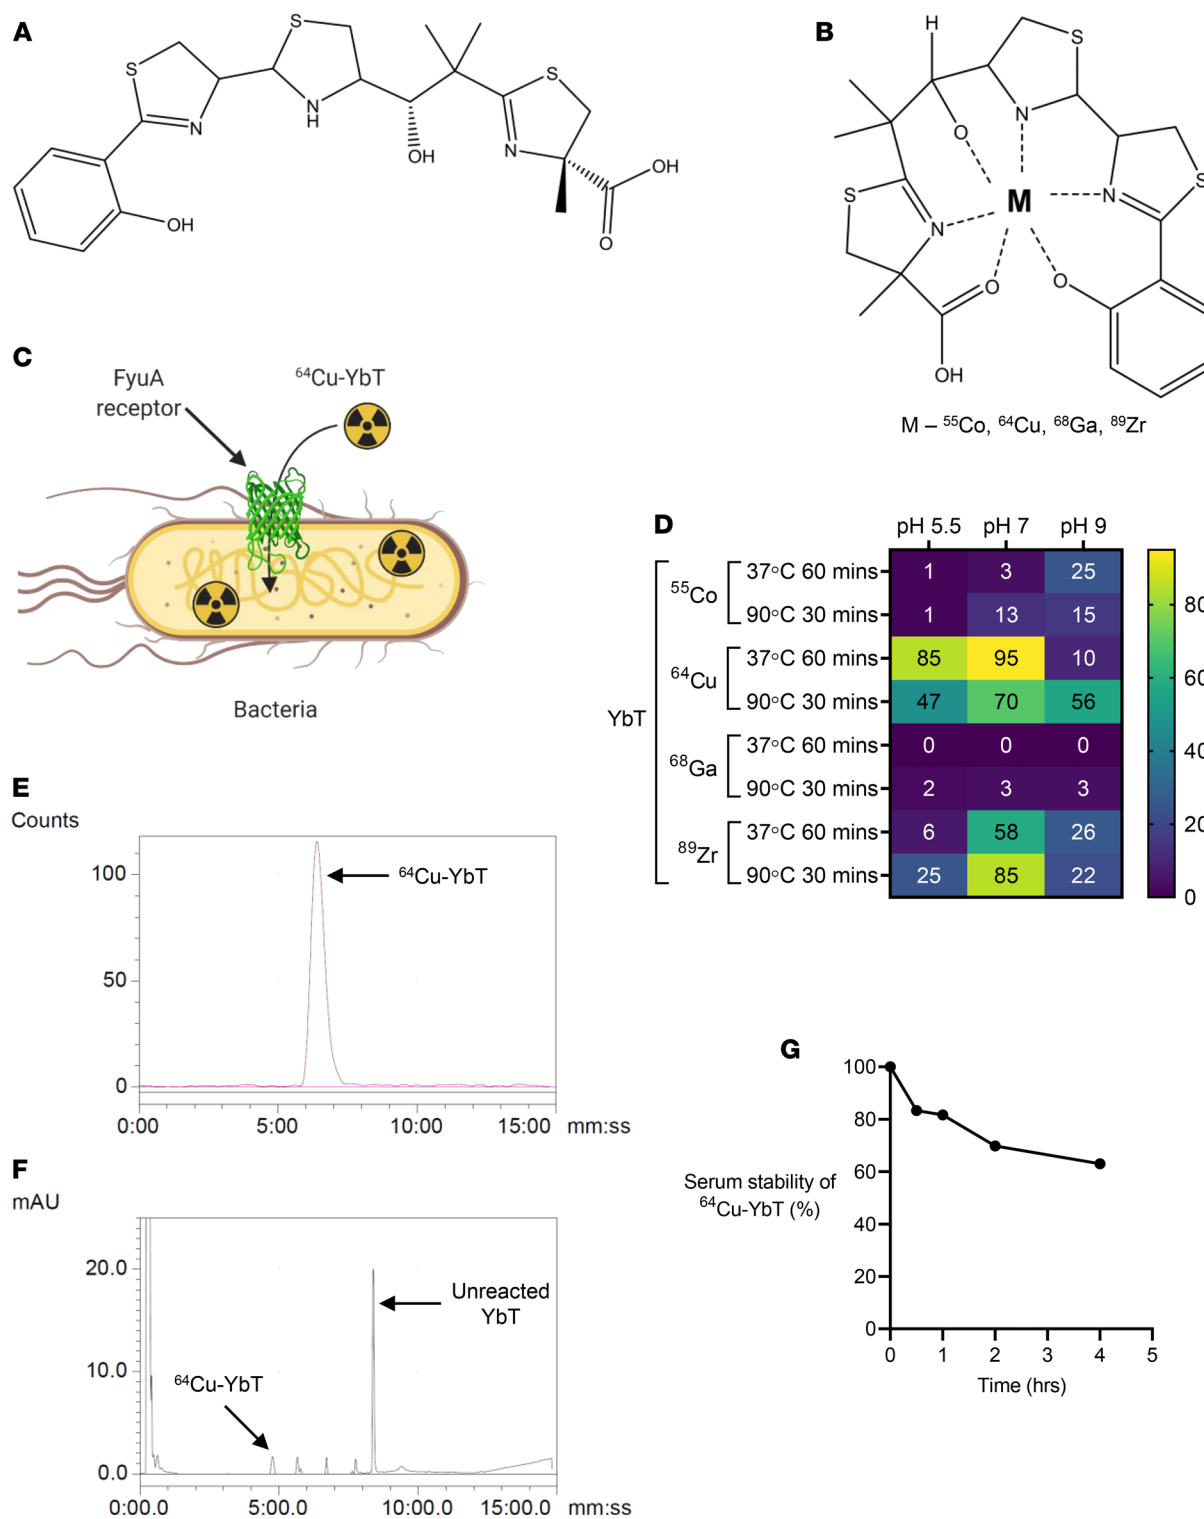 A
S
S
N
N
H
OH
S
N
OH
O
OH
B
H
S
N
O
S
N
S
N
M
O
O
OH
M – ⁵⁵Co, ⁶⁴Cu, ⁶⁸Ga, ⁸⁹Zr
C
FyuA
receptor
⁶⁴Cu-YbT
Bacteria
D
pH 5.5 pH 7 pH 9
YbT
⁵⁵Co
37°C 60 mins 1 3 25
90°C 30 mins 1 13 15
⁶⁴Cu
37°C 60 mins 85 95 10
90°C 30 mins 47 70 56
⁶⁸Ga
37°C 60 mins 0 0 0
90°C 30 mins 2 3 3
⁸⁹Zr
37°C 60 mins 6 58 26
90°C 30 mins 25 85 22
80
60
40
20
0
E
Counts
100
50
0
⁶⁴Cu-YbT
0:00 5:00 10:00 15:00 mm:ss
F
mAU
20.0
10.0
0.0
Unreacted
YbT
⁶⁴Cu-YbT
0:00.0 5:00.0 10:00.0 15:00.0 mm:ss
G
Serum stability of
⁶⁴Cu-YbT (%)
100
80
60
40
20
0
0 1 2 3 4 5
Time (hrs)